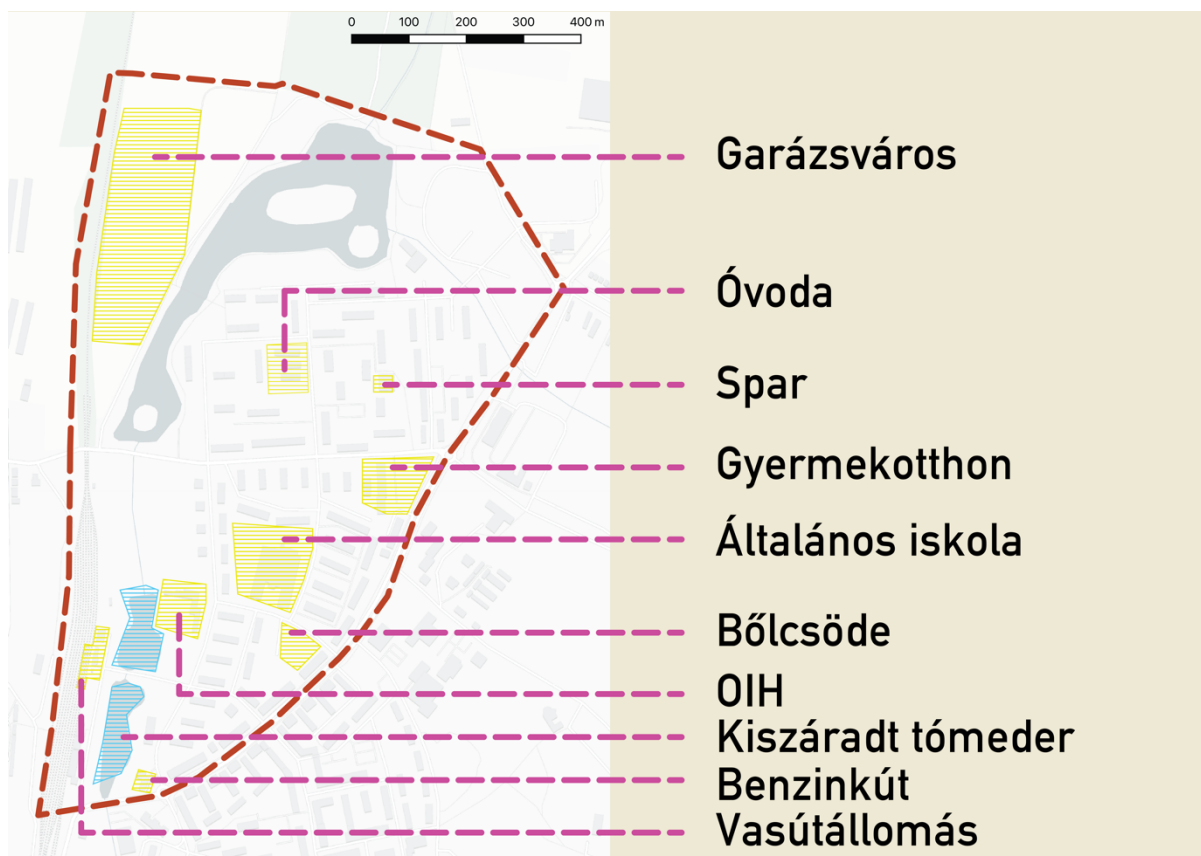 0 100 200 300 400 m
Garázsváros
Óvoda
Spar
Gyermekotthon
Általános iskola
Bőlcsöde
OIH
Kiszáradt tómeder
Benzinkút
Vasútállomás